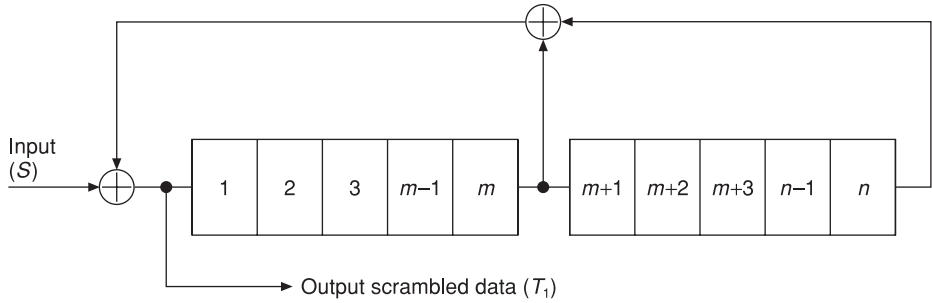 Input
(S)
1 2 3 m–1 m m+1 m+2 m+3 n–1 n
Output scrambled data (T₁)